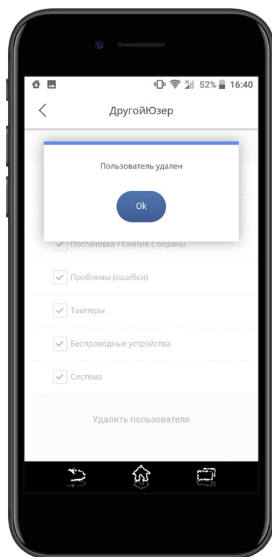 52% 16:40
ДругойЮзер
Пользователь удален
Ok
Постановка / Снятие с охраны
Проблемы (ошибки)
Тамперы
Беспроводные устройства
Система
Удалить пользователя